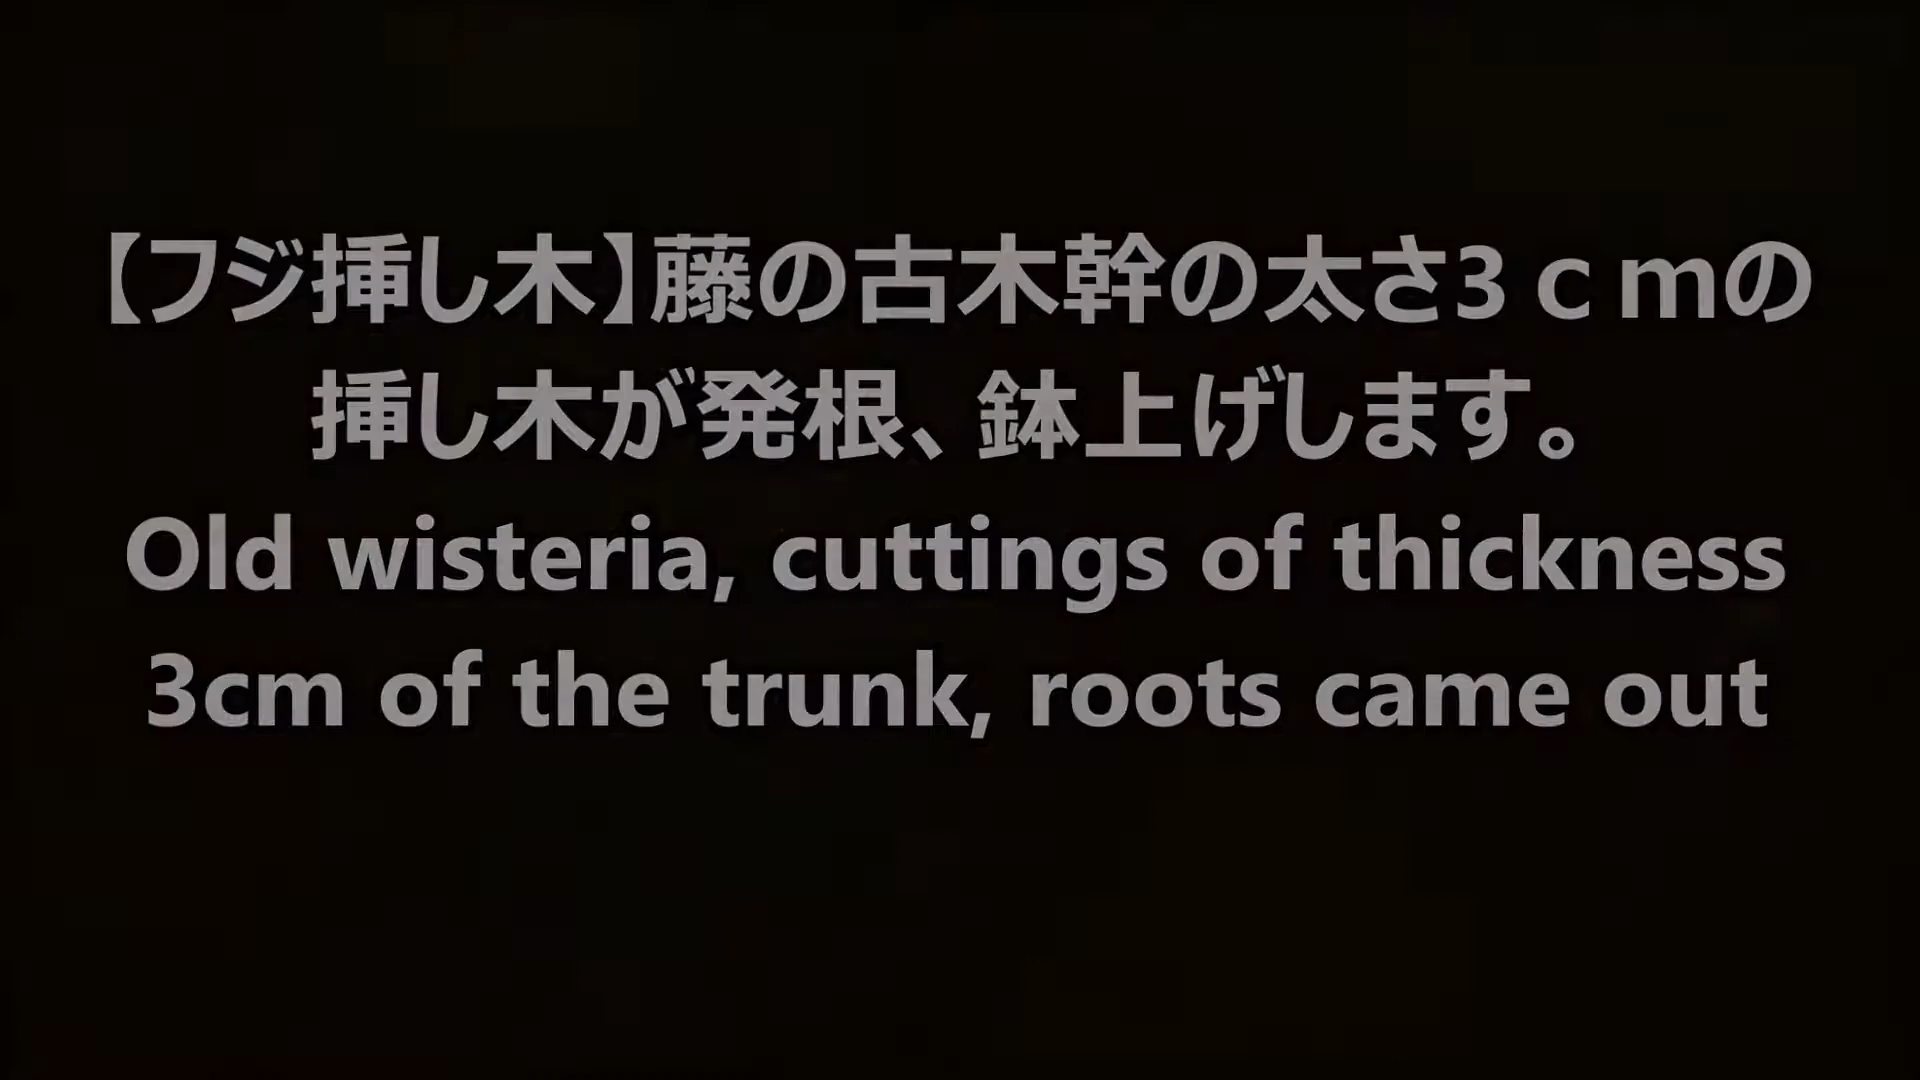 【フジ挿し木】藤の古木幹の太さ3ｃｍの
挿し木が発根、鉢上げします。
Old wisteria, cuttings of thickness
3cm of the trunk, roots came out